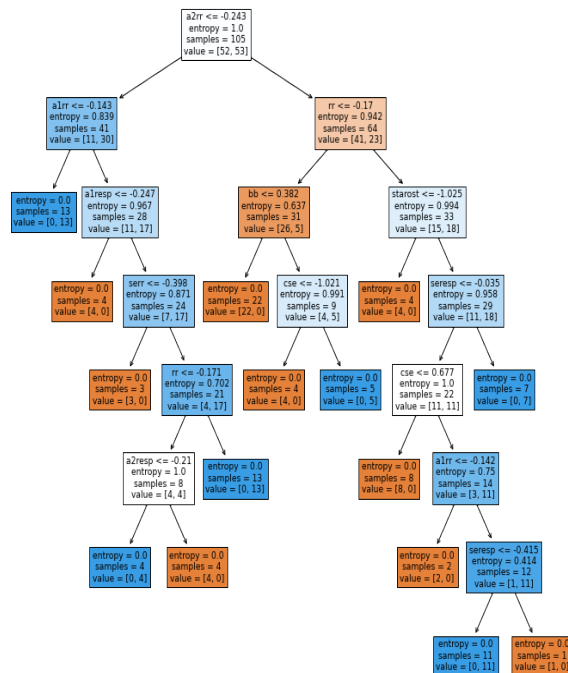 a2rr <= -0.243
entropy = 1.0
samples = 105
value = [52, 53]
a1rr <= -0.143
entropy = 0.839
samples = 41
value = [11, 30]
rr <= -0.17
entropy = 0.942
samples = 64
value = [41, 23]
entropy = 0.0
samples = 13
value = [0, 13]
a1resp <= -0.247
entropy = 0.967
samples = 28
value = [11, 17]
bb <= 0.382
entropy = 0.637
samples = 31
value = [26, 5]
starost <= -1.025
entropy = 0.994
samples = 33
value = [15, 18]
entropy = 0.0
samples = 4
value = [4, 0]
serr <= -0.398
entropy = 0.871
samples = 24
value = [7, 17]
entropy = 0.0
samples = 22
value = [22, 0]
cse <= -1.021
entropy = 0.991
samples = 9
value = [4, 5]
entropy = 0.0
samples = 4
value = [4, 0]
seresp <= -0.035
entropy = 0.958
samples = 29
value = [11, 18]
entropy = 0.0
samples = 3
value = [3, 0]
rr <= -0.171
entropy = 0.702
samples = 21
value = [4, 17]
entropy = 0.0
samples = 4
value = [4, 0]
entropy = 0.0
samples = 5
value = [0, 5]
cse <= 0.677
entropy = 1.0
samples = 22
value = [11, 11]
entropy = 0.0
samples = 7
value = [0, 7]
a2resp <= -0.21
entropy = 1.0
samples = 8
value = [4, 4]
entropy = 0.0
samples = 13
value = [0, 13]
entropy = 0.0
samples = 8
value = [8, 0]
a1rr <= -0.142
entropy = 0.75
samples = 14
value = [3, 11]
entropy = 0.0
samples = 4
value = [0, 4]
entropy = 0.0
samples = 4
value = [4, 0]
entropy = 0.0
samples = 2
value = [2, 0]
seresp <= -0.415
entropy = 0.414
samples = 12
value = [1, 11]
entropy = 0.0
samples = 11
value = [0, 11]
entropy = 0.0
samples = 1
value = [1, 0]